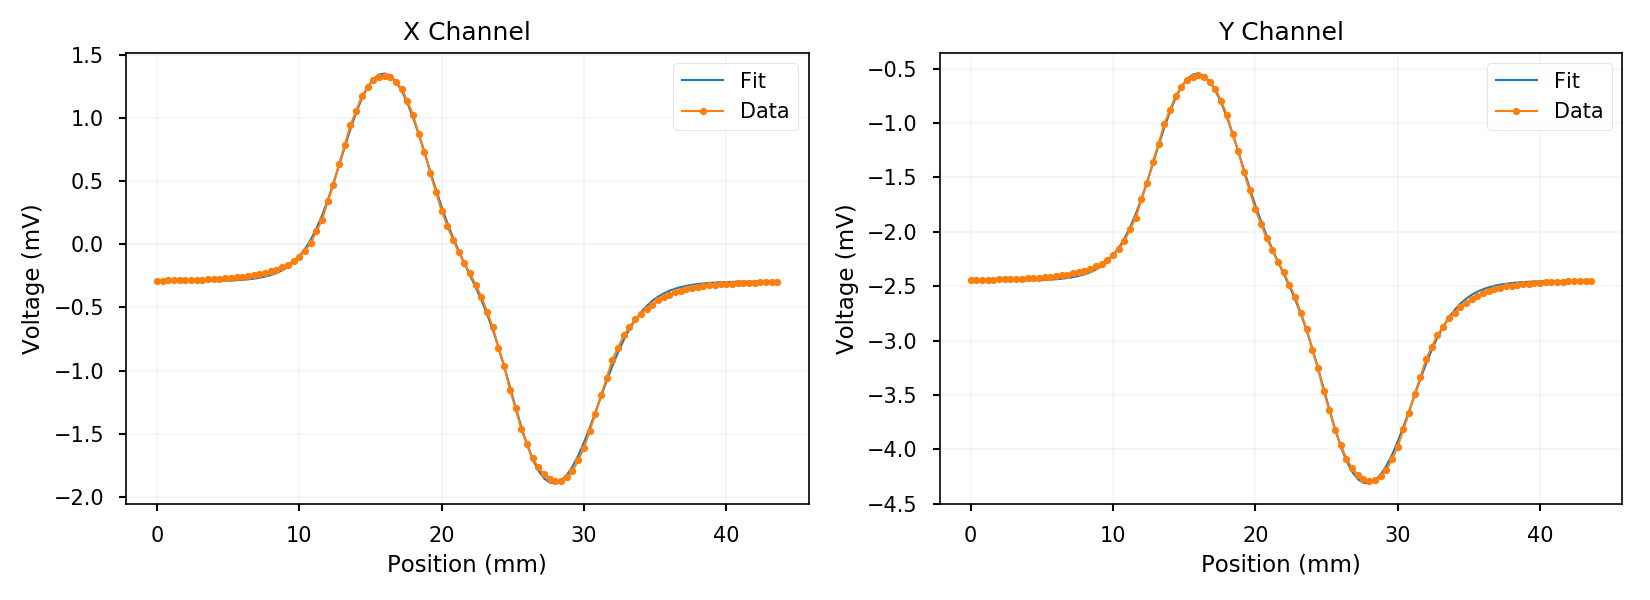 X Channel
1.5
1.0
0.5
0.0
−0.5
−1.0
−1.5
−2.0
Voltage (mV)
0 10 20 30 40
Position (mm)
Fit
Data
Y Channel
−0.5
−1.0
−1.5
−2.0
−2.5
−3.0
−3.5
−4.0
−4.5
Voltage (mV)
0 10 20 30 40
Position (mm)
Fit
Data